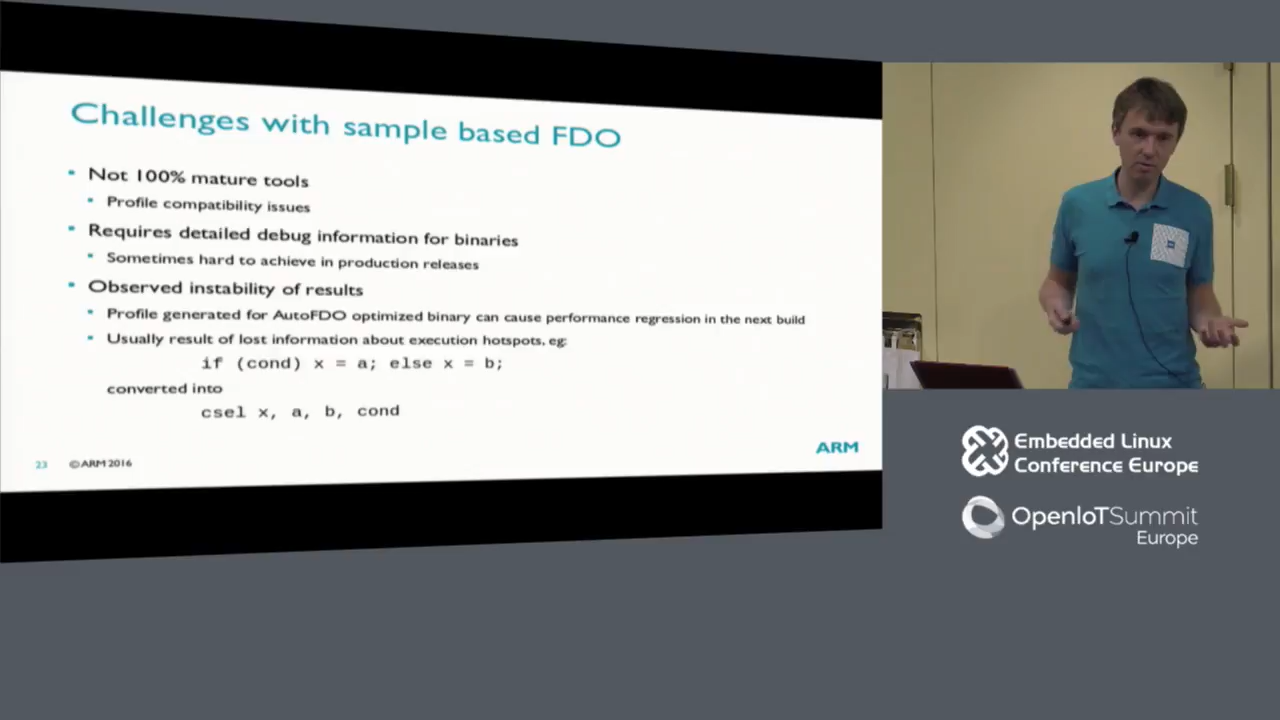 Challenges with sample based FDO
Not 100% mature tools
Profile compatibility issues
Requires detailed debug information for binaries
Sometimes hard to achieve in production releases
Observed instability of results
Profile generated for AutoFDO optimized binary can cause performance regression in the next build
Usually result of lost information about execution hotspots, eg:
if (cond) x = a; else x = b;
converted into
csel x, a, b, cond
23 ©ARM 2016
ARM
Embedded Linux
Conference Europe
OpenIoTSummit
Europe